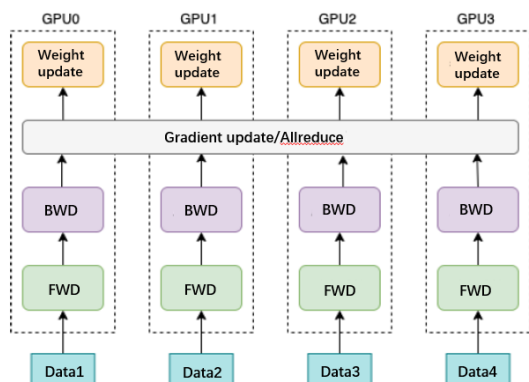 GPU0 GPU1 GPU2 GPU3
Weight Weight Weight Weight
update update update update
Gradient update/Allreduce
BWD BWD BWD BWD
FWD FWD FWD FWD
Data1 Data2 Data3 Data4